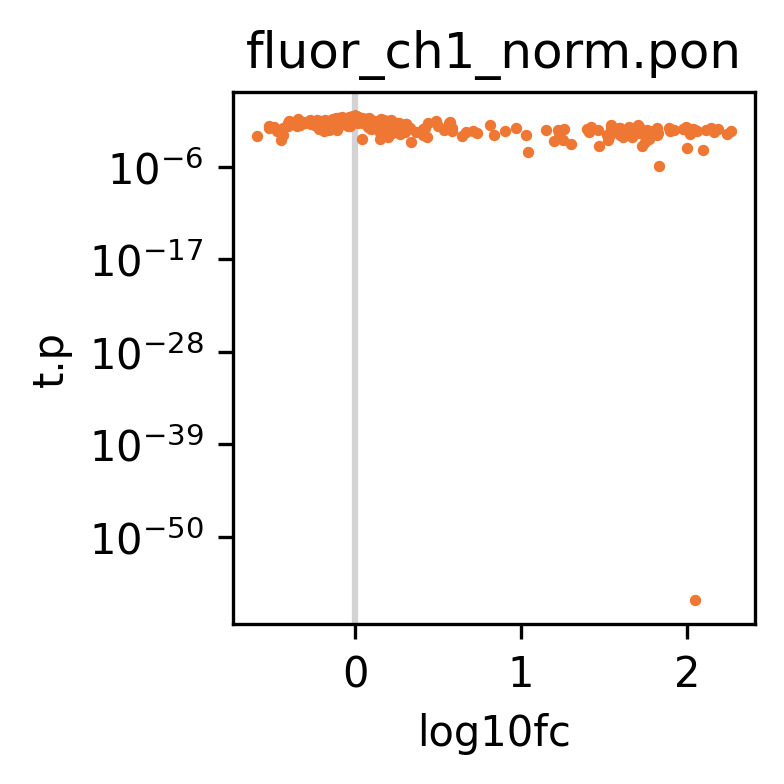 fluor_ch1_norm.pon
10⁻⁶
10⁻¹⁷
10⁻²⁸
10⁻³⁹
10⁻⁵⁰
t.p
0 1 2
log10fc